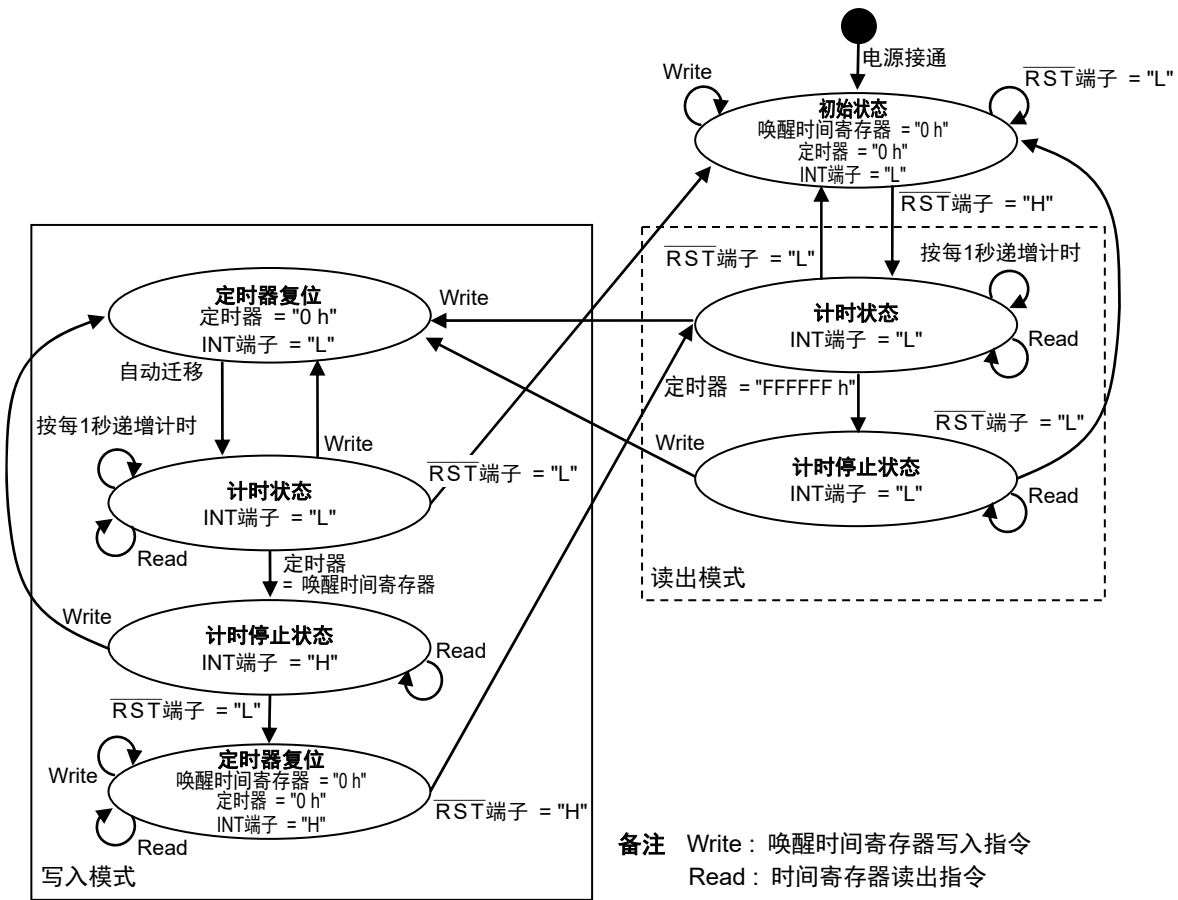 电源接通
Write
RST端子 = "L"
初始状态
唤醒时间寄存器 = "0 h"
定时器 = "0 h"
INT端子 = "L"
RST端子 = "H"
RST端子 = "L"
按每1秒递增计时
计时状态
INT端子 = "L"
Read
定时器 = "FFFFFF h"
RST端子 = "L"
计时停止状态
INT端子 = "L"
Read
读出模式
定时器复位
定时器 = "0 h"
INT端子 = "L"
Write
Write
自动迁移
按每1秒递增计时
Write
RST端子 = "L"
计时状态
INT端子 = "L"
Read
定时器
= 唤醒时间寄存器
Write
计时停止状态
INT端子 = "H"
Read
RST端子 = "L"
定时器复位
唤醒时间寄存器 = "0 h"
定时器 = "0 h"
INT端子 = "H"
Write
Read
RST端子 = "H"
写入模式
备注 Write : 唤醒时间寄存器写入指令
Read : 时间寄存器读出指令